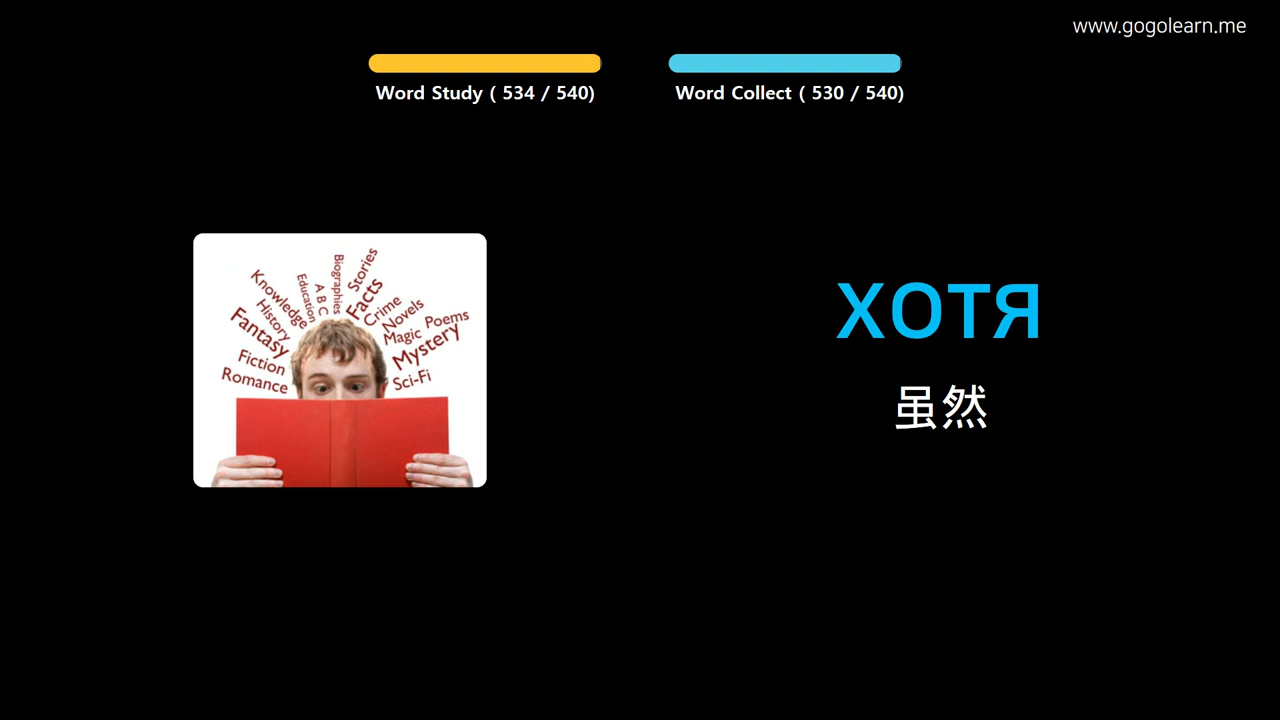 www.gogolearn.me
Word Study ( 534 / 540)
Word Collect ( 530 / 540)
Biographies
Stories
Knowledge
Education
A B C
Facts
History
Crime
Novels
Fantasy
Magic
Poems
Mystery
Fiction
Romance
Sci-Fi
ХОТЯ
虽然